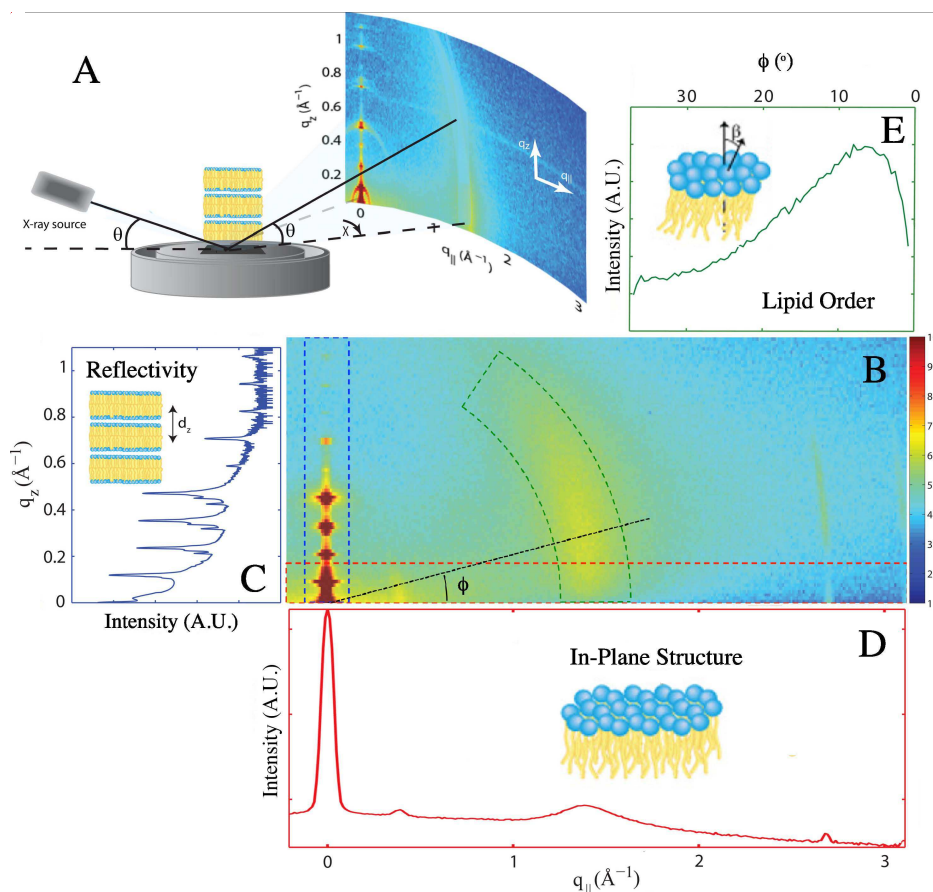 A
X-ray source
θ
θ
χ
q_z (Å⁻¹)
1
0.8
0.6
0.4
0.2
0
1
2
3
q_|| (Å⁻¹)
q_z
q_||
ϕ (º)
30
20
10
0
E
β
Intensity (A.U.)
Lipid Order
Reflectivity
d_z
q_z (Å⁻¹)
1
0.8
0.6
0.4
0.2
0
C
Intensity (A.U.)
B
ϕ
9
8
7
6
5
4
3
2
1
D
In-Plane Structure
Intensity (A.U.)
0
1
2
3
q_|| (Å⁻¹)